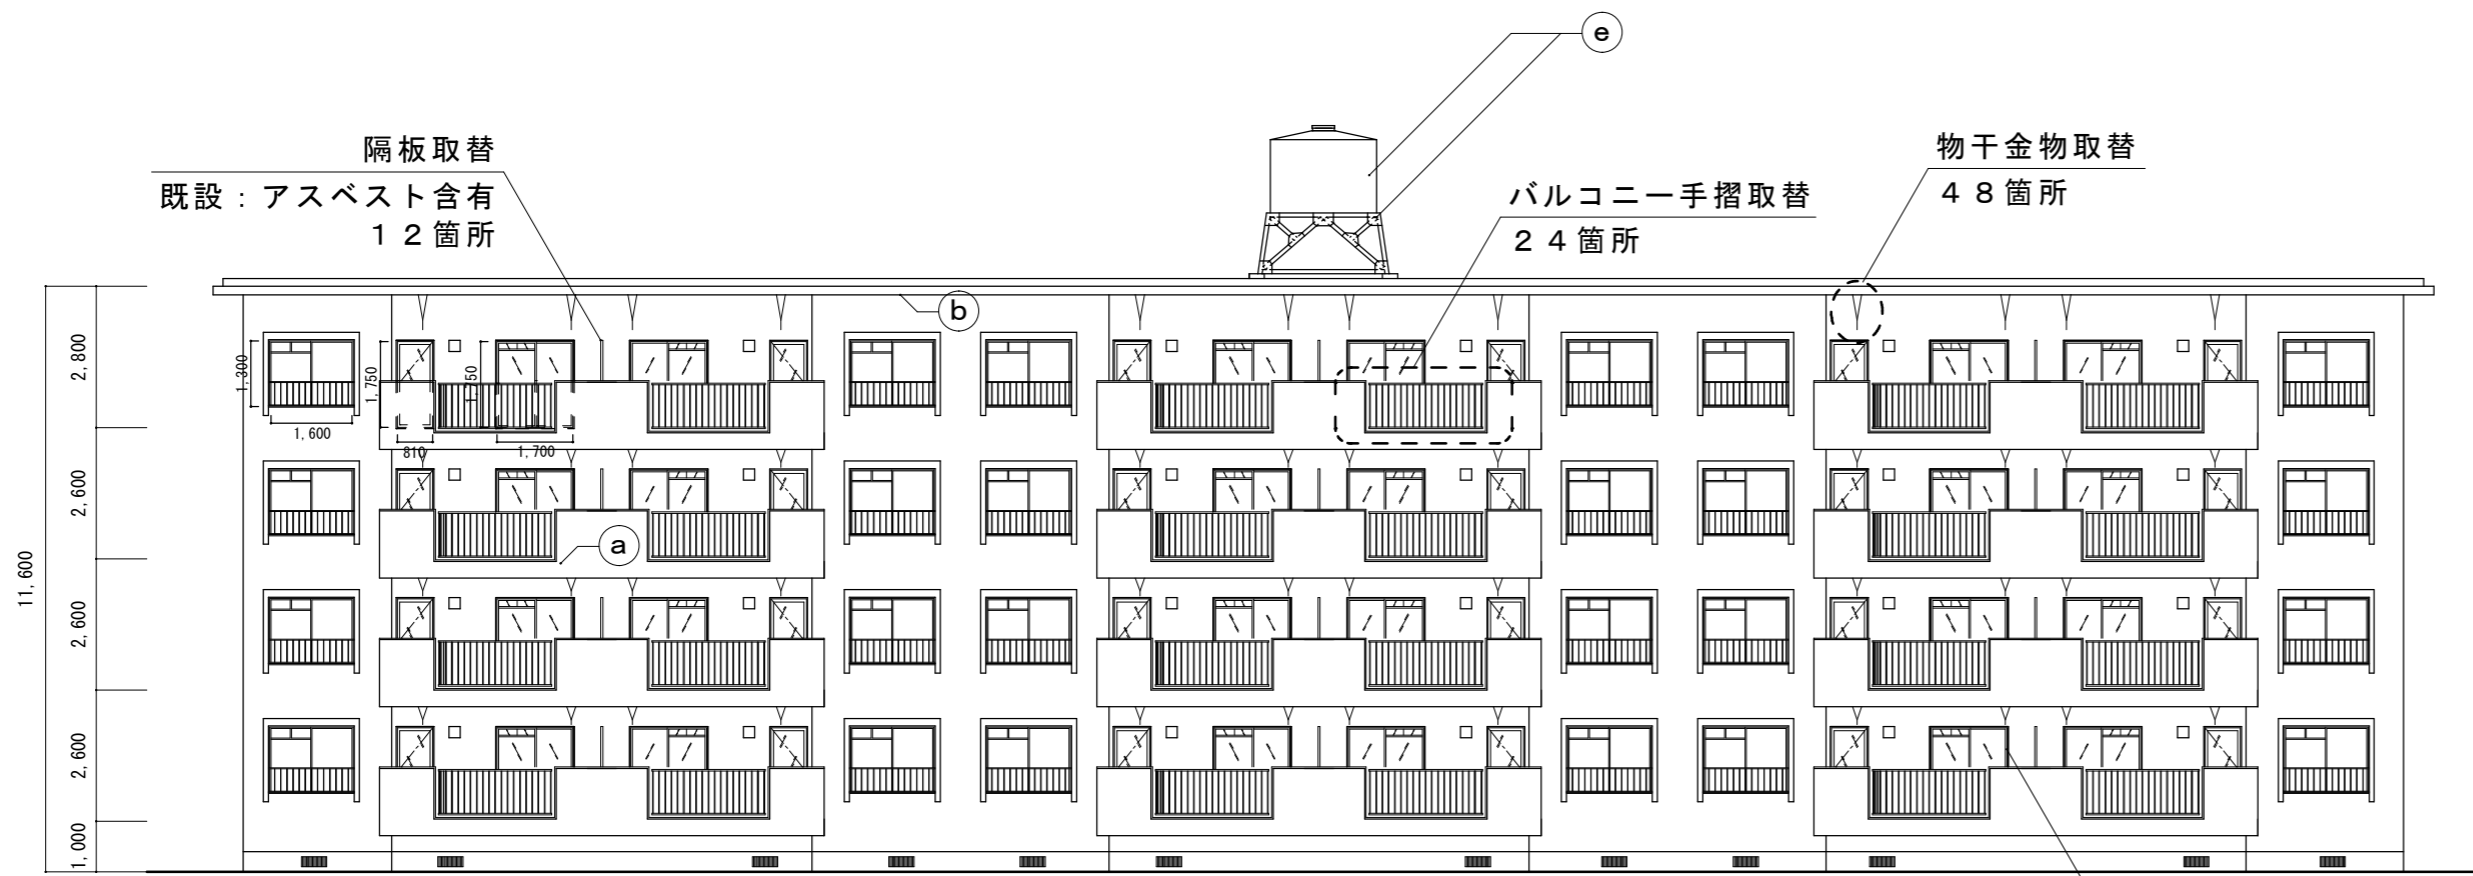 e
隔板取替
既設：アスベスト含有
１２箇所
バルコニー手摺取替
２４箇所
物干金物取替
４８箇所
b
a
1,300
1,600
1,750
810
1,750
1,700
11,600
2,800
2,600
2,600
2,600
1,000